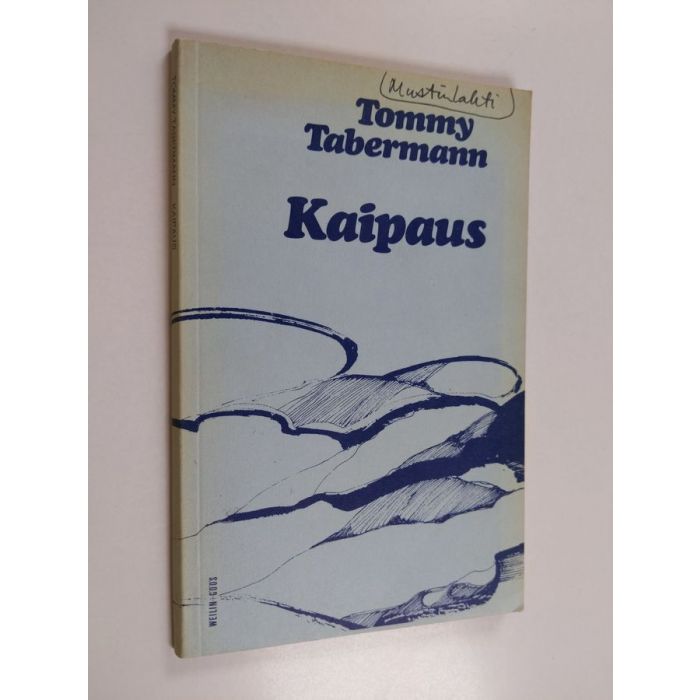 (Mustinlahti)
Tommy
Tabermann
Kaipaus
WEILIN+GÖÖS
TOMMY TABERMANN KAIPAUS